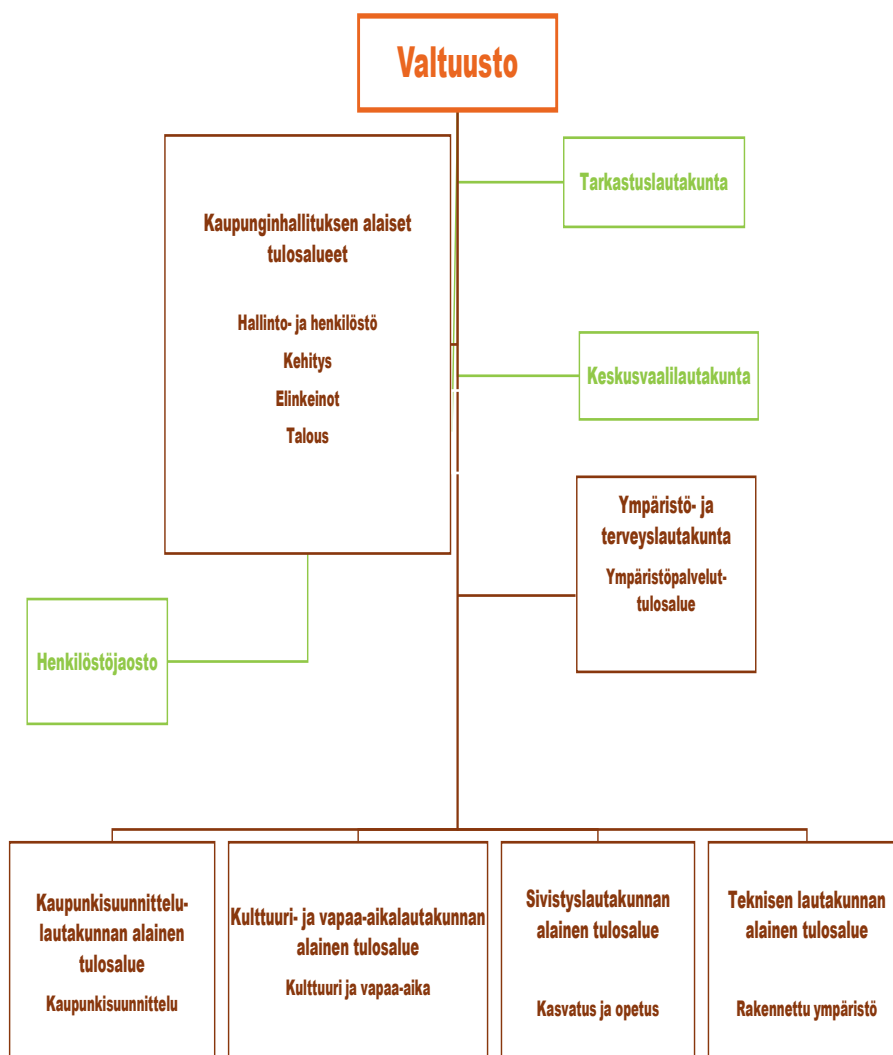 Valtuusto
Tarkastuslautakunta
Kaupunginhallituksen alaiset
tulosalueet
Hallinto- ja henkilöstö
Kehitys
Elinkeinot
Talous
Keskusvaalilautakunta
Ympäristö- ja
terveyslautakunta
Ympäristöpalvelut-
tulosalue
Henkilöstöjaosto
Kaupunkisuunnittelu-
lautakunnan alainen
tulosalue
Kaupunkisuunnittelu
Kulttuuri- ja vapaa-aikalautakunnan
alainen tulosalue
Kulttuuri ja vapaa-aika
Sivistyslautakunnan
alainen tulosalue
Kasvatus ja opetus
Teknisen lautakunnan
alainen tulosalue
Rakennettu ympäristö